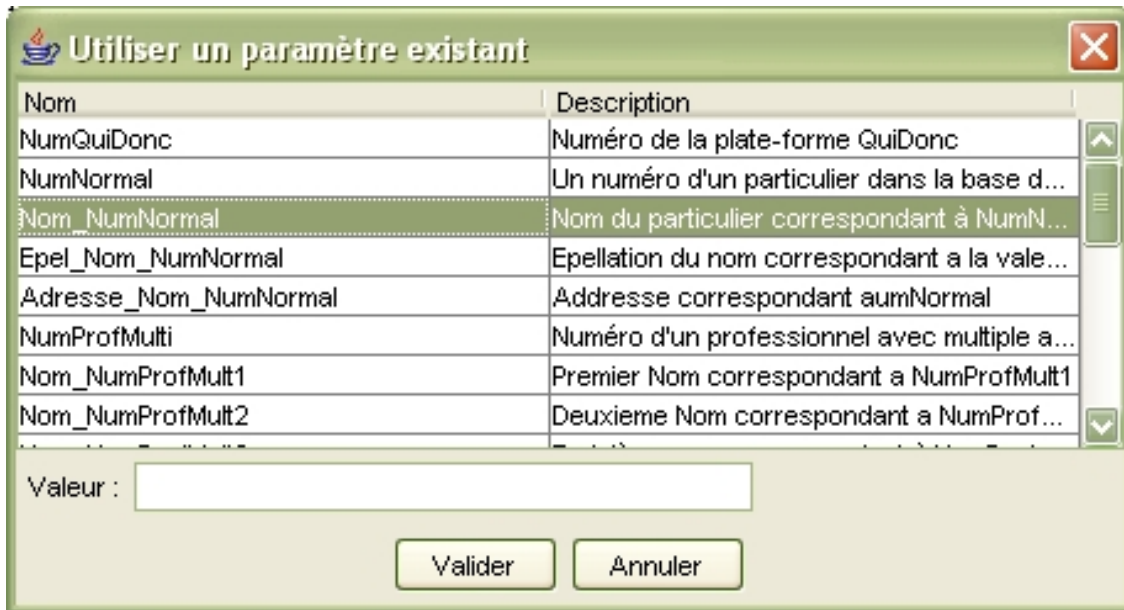 Utiliser un paramètre existant
Nom Description
NumQuiDonc Numéro de la plate-forme QuiDonc
NumNormal Un numéro d'un particulier dans la base d...
Nom_NumNormal Nom du particulier correspondant à NumN...
Epel_Nom_NumNormal Epellation du nom correspondant a la vale...
Adresse_Nom_NumNormal Addresse correspondant aumNormal
NumProfMulti Numéro d'un professionnel avec multiple a...
Nom_NumProfMult1 Premier Nom correspondant a NumProfMult1
Nom_NumProfMult2 Deuxieme Nom correspondant a NumProf...
Valeur :
Valider Annuler